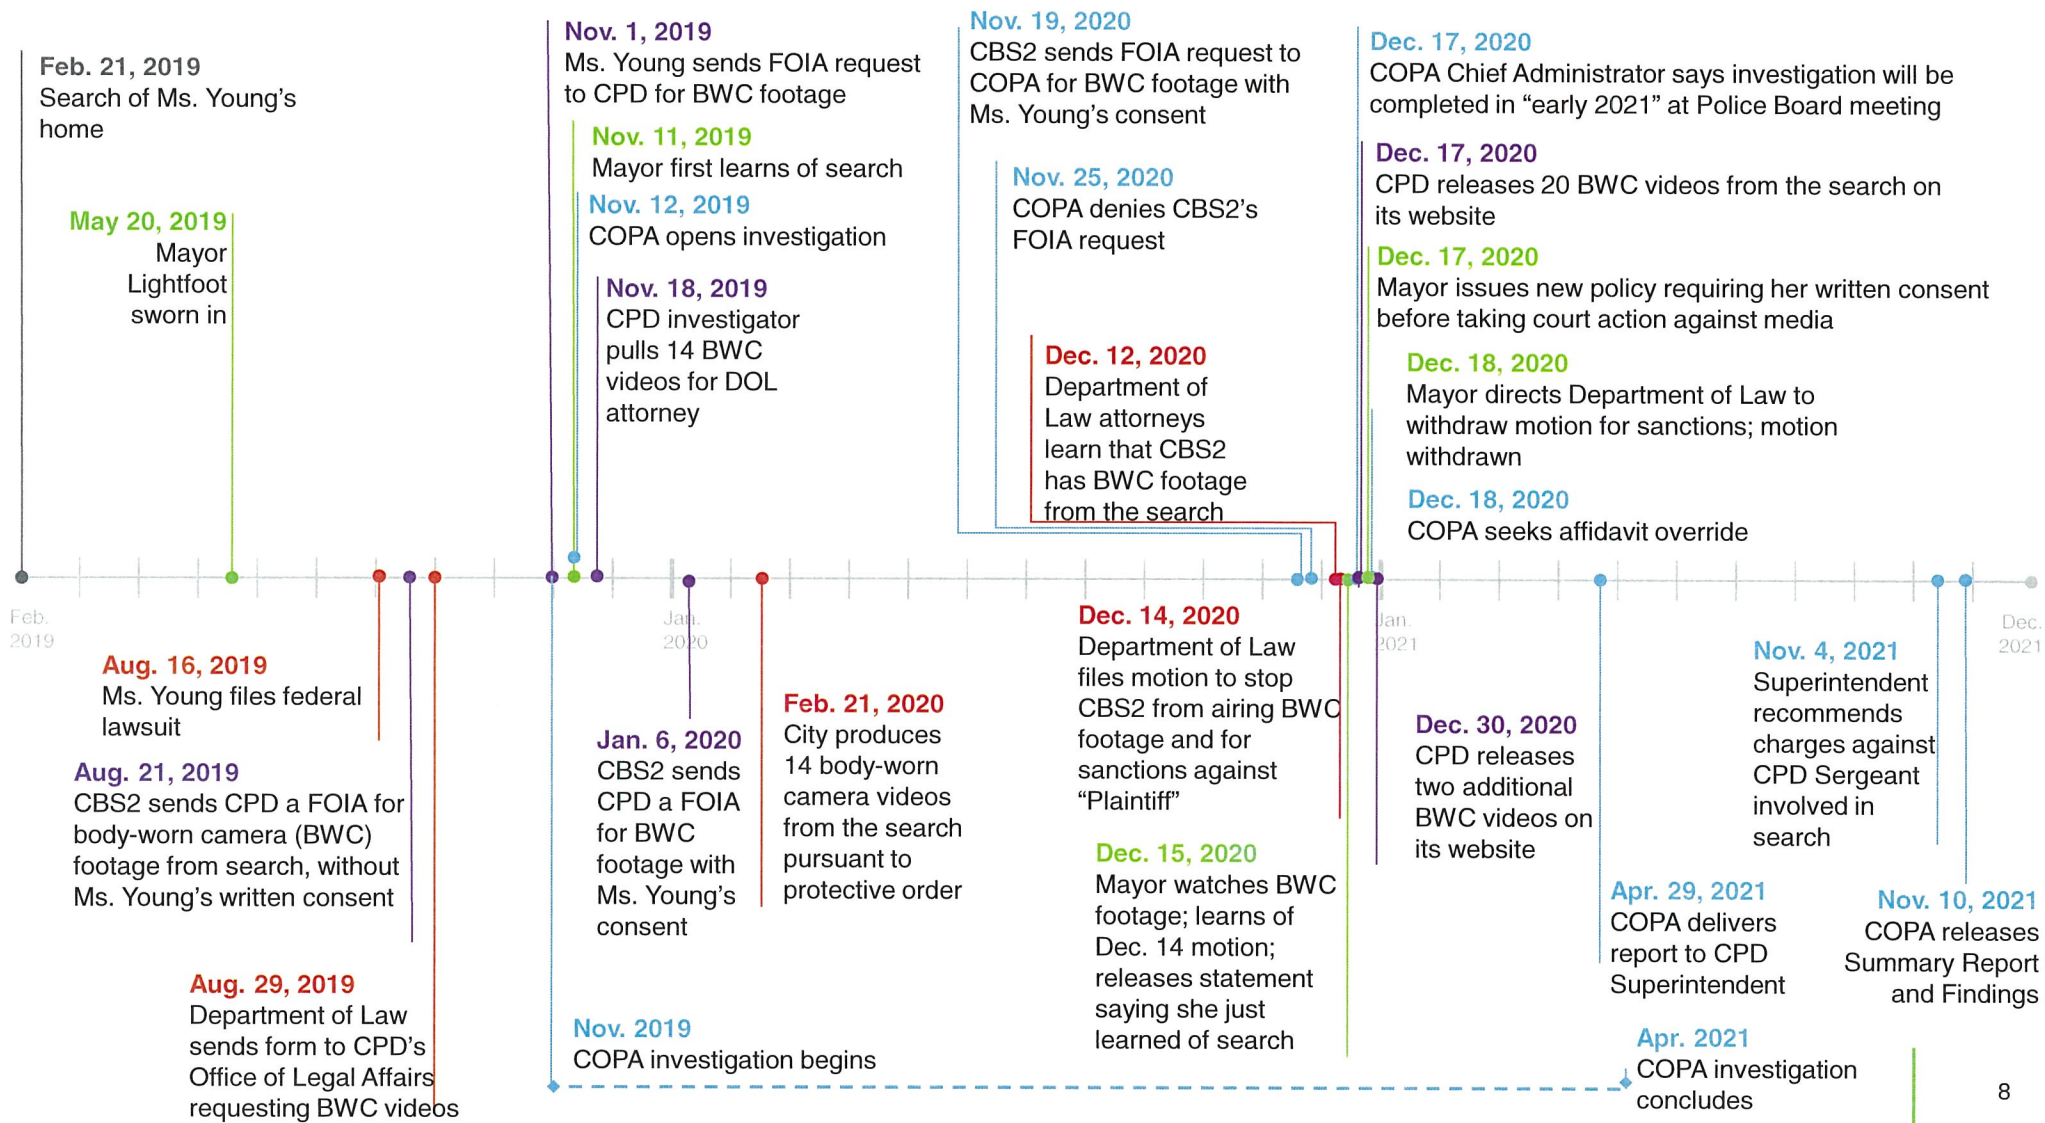 Feb. 21, 2019
Search of Ms. Young's
home
May 20, 2019
Mayor
Lightfoot
sworn in
Nov. 1, 2019
Ms. Young sends FOIA request
to CPD for BWC footage
Nov. 11, 2019
Mayor first learns of search
Nov. 12, 2019
COPA opens investigation
Nov. 18, 2019
CPD investigator
pulls 14 BWC
videos for DOL
attorney
Nov. 19, 2020
CBS2 sends FOIA request to
COPA for BWC footage with
Ms. Young's consent
Nov. 25, 2020
COPA denies CBS2's
FOIA request
Dec. 12, 2020
Department of
Law attorneys
learn that CBS2
has BWC footage
from the search
Dec. 17, 2020
COPA Chief Administrator says investigation will be
completed in "early 2021" at Police Board meeting
Dec. 17, 2020
CPD releases 20 BWC videos from the search on
its website
Dec. 17, 2020
Mayor issues new policy requiring her written consent
before taking court action against media
Dec. 18, 2020
Mayor directs Department of Law to
withdraw motion for sanctions; motion
withdrawn
Dec. 18, 2020
COPA seeks affidavit override
Feb.
2019
Jan.
2020
Jan.
2021
Dec.
2021
Aug. 16, 2019
Ms. Young files federal
lawsuit
Aug. 21, 2019
CBS2 sends CPD a FOIA for
body-worn camera (BWC)
footage from search, without
Ms. Young's written consent
Aug. 29, 2019
Department of Law
sends form to CPD's
Office of Legal Affairs
requesting BWC videos
Jan. 6, 2020
CBS2 sends
CPD a FOIA
for BWC
footage with
Ms. Young's
consent
Feb. 21, 2020
City produces
14 body-worn
camera videos
from the search
pursuant to
protective order
Nov. 2019
COPA investigation begins
Dec. 14, 2020
Department of Law
files motion to stop
CBS2 from airing BWC
footage and for
sanctions against
"Plaintiff"
Dec. 15, 2020
Mayor watches BWC
footage; learns of
Dec. 14 motion;
releases statement
saying she just
learned of search
Dec. 30, 2020
CPD releases
two additional
BWC videos on
its website
Apr. 29, 2021
COPA delivers
report to CPD
Superintendent
Nov. 4, 2021
Superintendent
recommends
charges against
CPD Sergeant
involved in
search
Nov. 10, 2021
COPA releases
Summary Report
and Findings
Apr. 2021
COPA investigation
concludes
8